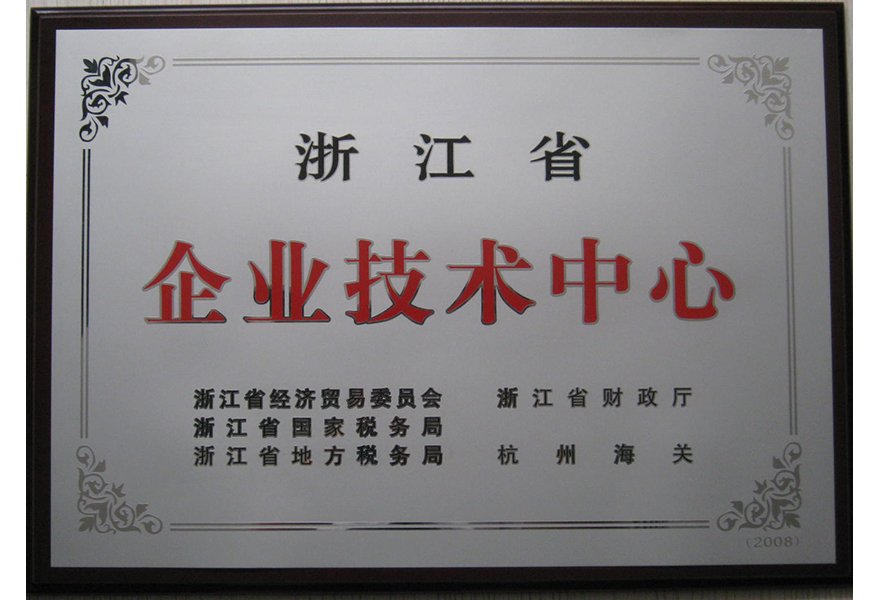 浙江省
企业技术中心
浙江省经济贸易委员会 浙江省财政厅
浙江省国家税务局
浙江省地方税务局 杭州海关
(2008)